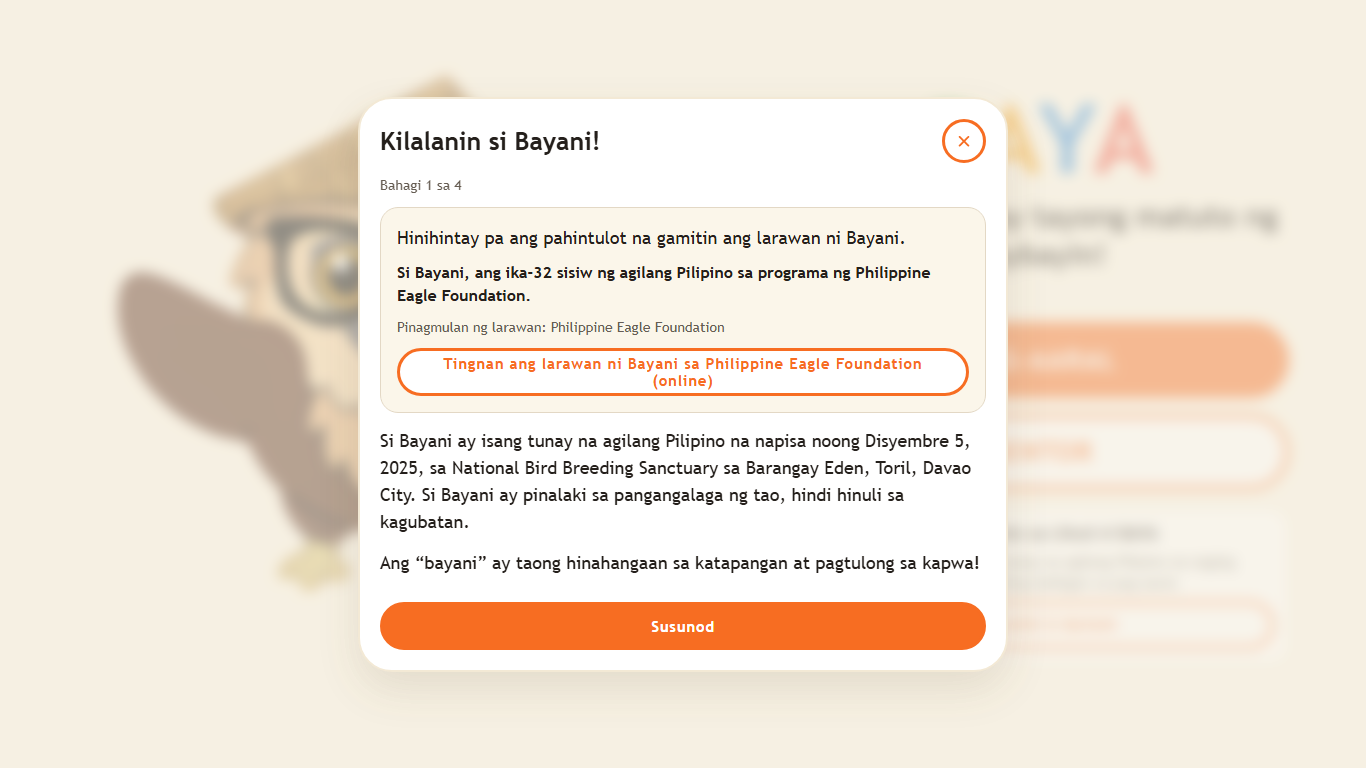 Kilalanin si Bayani!
Bahagi 1 sa 4
Hinihintay pa ang pahintulot na gamitin ang larawan ni Bayani.
Si Bayani, ang ika-32 sisiw ng agilang Pilipino sa programa ng Philippine
Eagle Foundation.
Pinagmulan ng larawan: Philippine Eagle Foundation
Tingnan ang larawan ni Bayani sa Philippine Eagle Foundation
(online)
Si Bayani ay isang tunay na agilang Pilipino na napisa noong Disyembre 5,
2025, sa National Bird Breeding Sanctuary sa Barangay Eden, Toril, Davao
City. Si Bayani ay pinalaki sa pangangalaga ng tao, hindi hinuli sa
kagubatan.
Ang “bayani” ay taong hinahangaan sa katapangan at pagtulong sa kapwa!
Susunod
AYA
tayong matuto ng